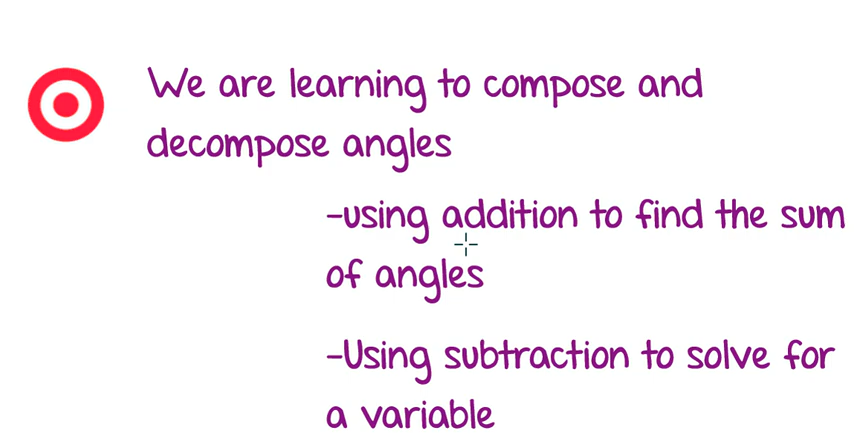 We are learning to compose and
decompose angles
-using addition to find the sum
of angles
-Using subtraction to solve for
a variable